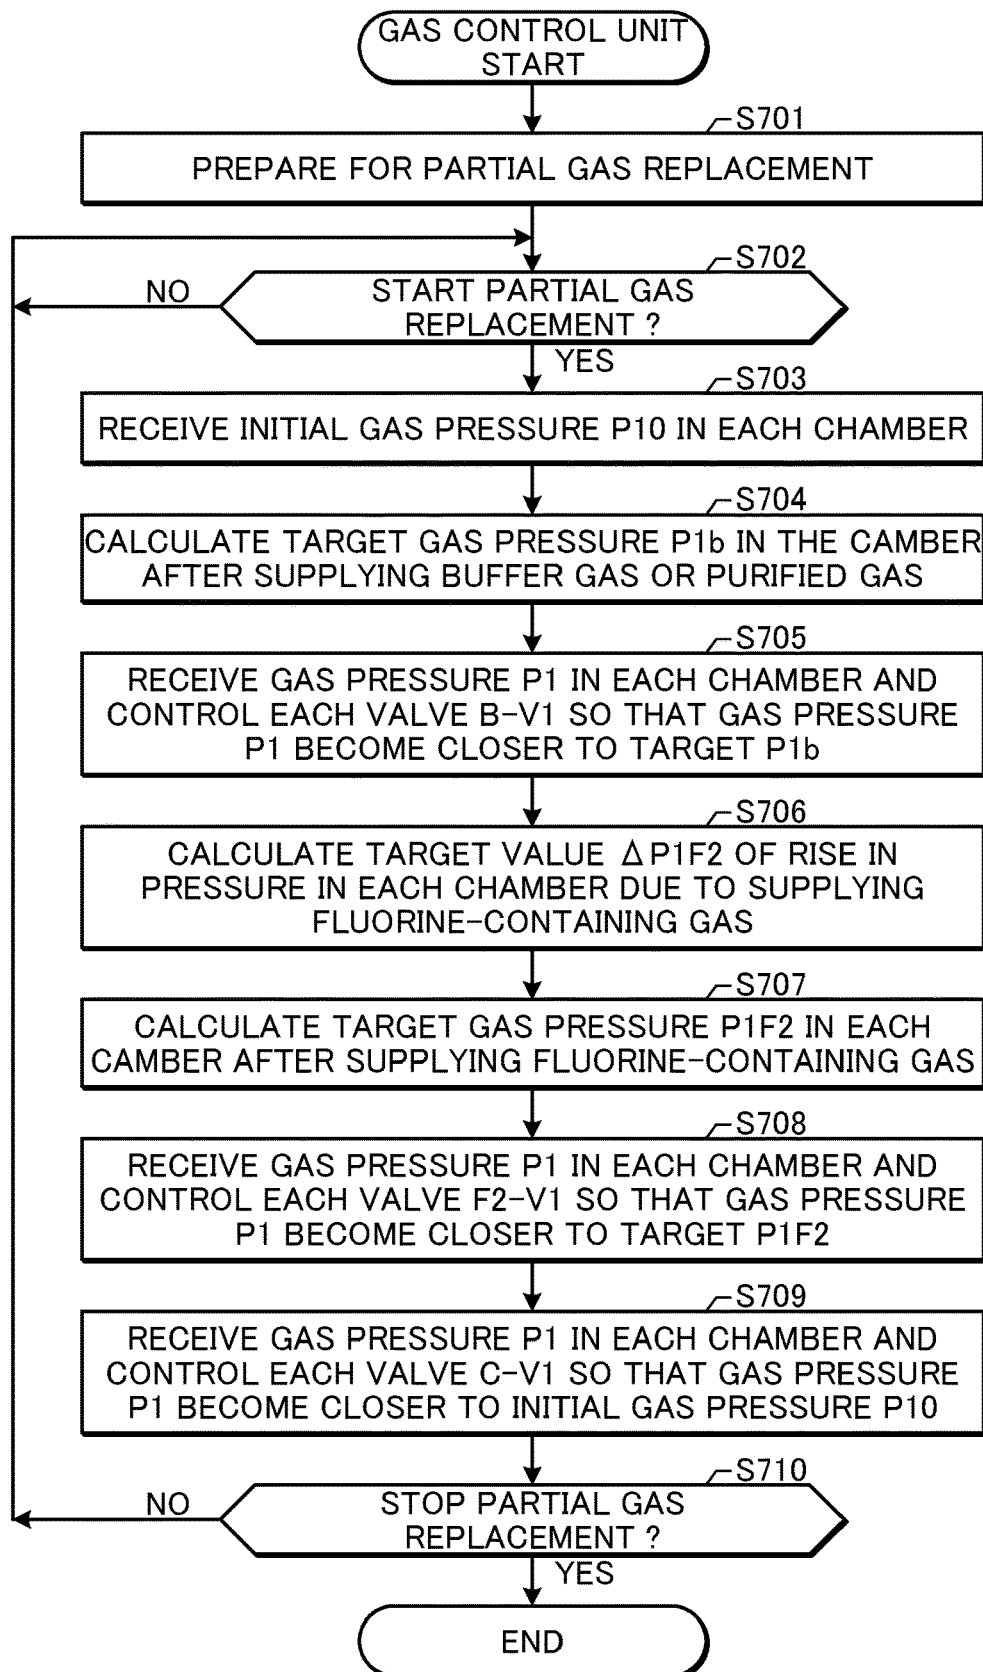 GAS CONTROL UNIT
START
S701
PREPARE FOR PARTIAL GAS REPLACEMENT
S702
START PARTIAL GAS
REPLACEMENT ?
NO
YES
S703
RECEIVE INITIAL GAS PRESSURE P10 IN EACH CHAMBER
S704
CALCULATE TARGET GAS PRESSURE P1b IN THE CAMBER
AFTER SUPPLYING BUFFER GAS OR PURIFIED GAS
S705
RECEIVE GAS PRESSURE P1 IN EACH CHAMBER AND
CONTROL EACH VALVE B-V1 SO THAT GAS PRESSURE
P1 BECOME CLOSER TO TARGET P1b
S706
CALCULATE TARGET VALUE ΔP1F2 OF RISE IN
PRESSURE IN EACH CHAMBER DUE TO SUPPLYING
FLUORINE-CONTAINING GAS
S707
CALCULATE TARGET GAS PRESSURE P1F2 IN EACH
CAMBER AFTER SUPPLYING FLUORINE-CONTAINING GAS
S708
RECEIVE GAS PRESSURE P1 IN EACH CHAMBER AND
CONTROL EACH VALVE F2-V1 SO THAT GAS PRESSURE
P1 BECOME CLOSER TO TARGET P1F2
S709
RECEIVE GAS PRESSURE P1 IN EACH CHAMBER AND
CONTROL EACH VALVE C-V1 SO THAT GAS PRESSURE
P1 BECOME CLOSER TO INITIAL GAS PRESSURE P10
S710
STOP PARTIAL GAS
REPLACEMENT ?
NO
YES
END